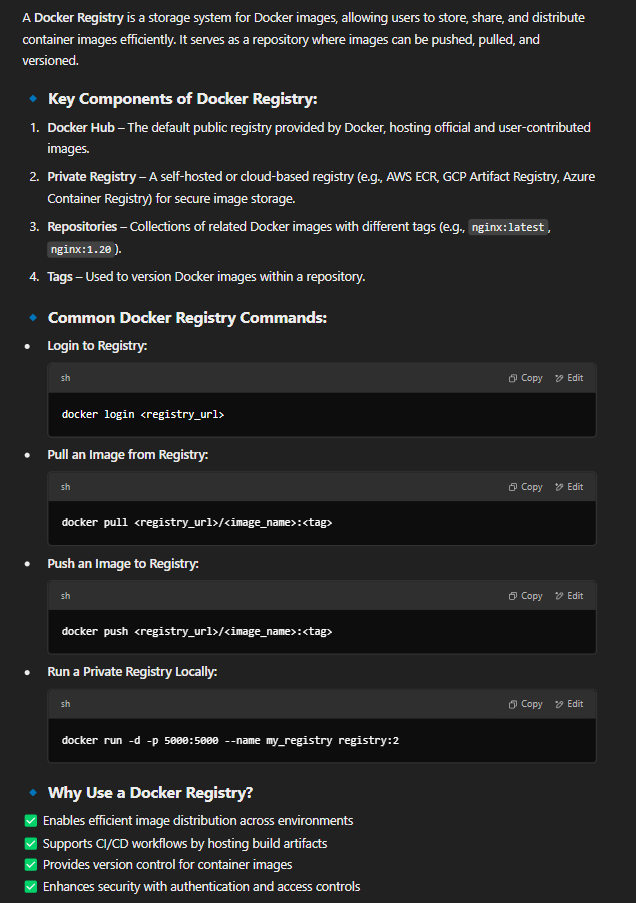 A Docker Registry is a storage system for Docker images, allowing users to store, share, and distribute
container images efficiently. It serves as a repository where images can be pushed, pulled, and
versioned.
Key Components of Docker Registry:
1. Docker Hub – The default public registry provided by Docker, hosting official and user-contributed
images.
2. Private Registry – A self-hosted or cloud-based registry (e.g., AWS ECR, GCP Artifact Registry, Azure
Container Registry) for secure image storage.
3. Repositories – Collections of related Docker images with different tags (e.g., nginx:latest,
nginx:1.20).
4. Tags – Used to version Docker images within a repository.
Common Docker Registry Commands:
• Login to Registry:
sh Copy Edit
docker login <registry_url>
• Pull an Image from Registry:
sh Copy Edit
docker pull <registry_url>/<image_name>:<tag>
• Push an Image to Registry:
sh Copy Edit
docker push <registry_url>/<image_name>:<tag>
• Run a Private Registry Locally:
sh Copy Edit
docker run -d -p 5000:5000 --name my_registry registry:2
Why Use a Docker Registry?
✅ Enables efficient image distribution across environments
✅ Supports CI/CD workflows by hosting build artifacts
✅ Provides version control for container images
✅ Enhances security with authentication and access controls